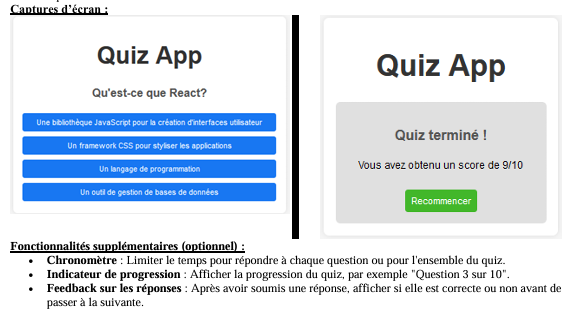 Captures d'écran :
Quiz App
Qu'est-ce que React?
Une bibliothèque JavaScript pour la création d'interfaces utilisateur
Un framework CSS pour styliser les applications
Un langage de programmation
Un outil de gestion de bases de données
Quiz App
Quiz terminé !
Vous avez obtenu un score de 9/10
Recommencer
Fonctionnalités supplémentaires (optionnel) :
• Chronomètre : Limiter le temps pour répondre à chaque question ou pour l'ensemble du quiz.
• Indicateur de progression : Afficher la progression du quiz, par exemple "Question 3 sur 10".
• Feedback sur les réponses : Après avoir soumis une réponse, afficher si elle est correcte ou non avant de
passer à la suivante.